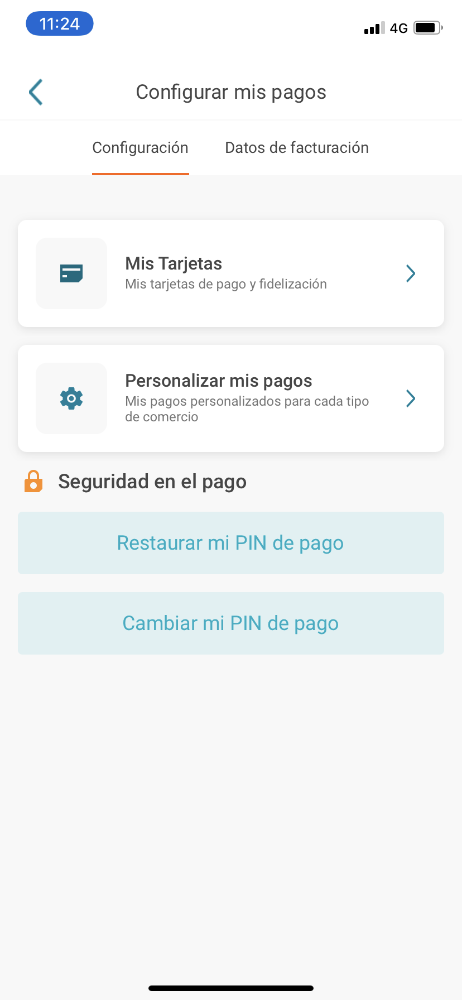 11:24
4G
Configurar mis pagos
Configuración
Datos de facturación
Mis Tarjetas
Mis tarjetas de pago y fidelización
Personalizar mis pagos
Mis pagos personalizados para cada tipo
de comercio
Seguridad en el pago
Restaurar mi PIN de pago
Cambiar mi PIN de pago